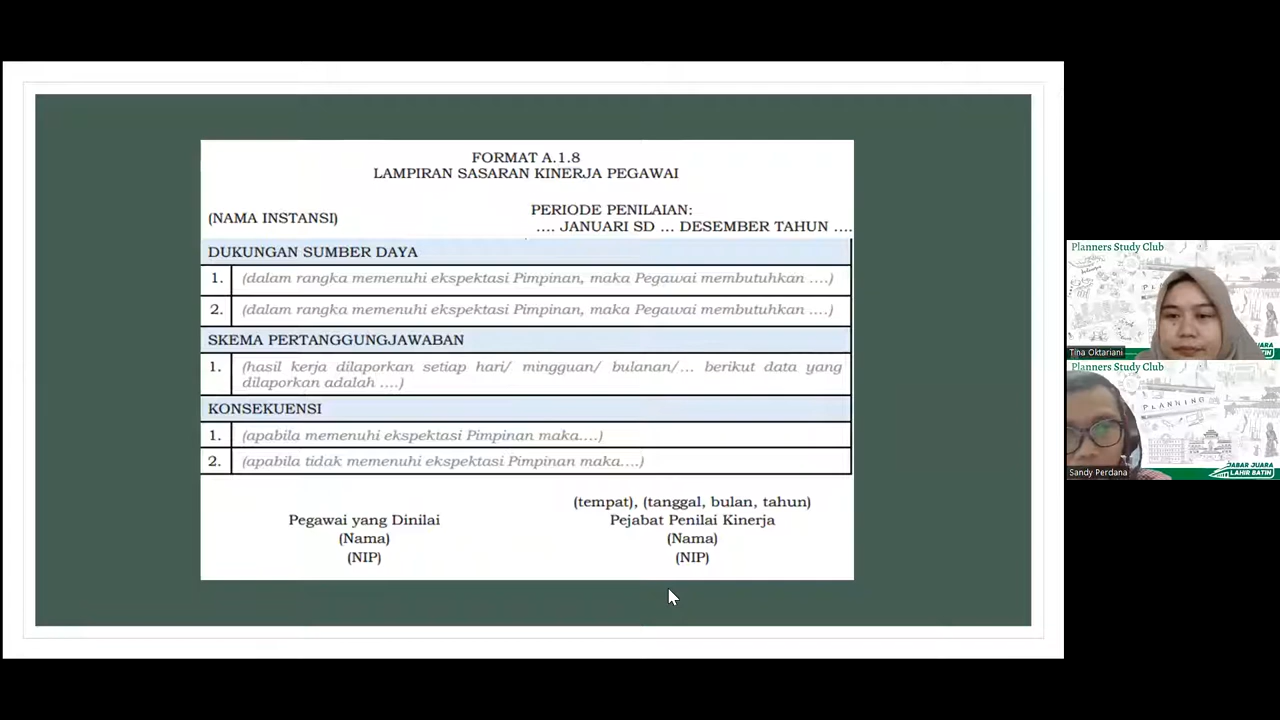 FORMAT A.1.8
LAMPIRAN SASARAN KINERJA PEGAWAI
(NAMA INSTANSI)
PERIODE PENILAIAN:
.... JANUARI SD ... DESEMBER TAHUN ....
DUKUNGAN SUMBER DAYA
1. (dalam rangka memenuhi ekspektasi Pimpinan, maka Pegawai membutuhkan ....)
2. (dalam rangka memenuhi ekspektasi Pimpinan, maka Pegawai membutuhkan ....)
SKEMA PERTANGGUNGJAWABAN
1. (hasil kerja dilaporkan setiap hari/ mingguan/ bulanan/... berikut data yang
dilaporkan adalah ....)
KONSEKUENSI
1. (apabila memenuhi ekspektasi Pimpinan maka....)
2. (apabila tidak memenuhi ekspektasi Pimpinan maka....)
(tempat), (tanggal, bulan, tahun)
Pegawai yang Dinilai
Pejabat Penilai Kinerja
(Nama)
(Nama)
(NIP)
(NIP)
Planners Study Club
Tina Oktariani
Planners Study Club
PLANNING
JABAR JUARA
LAHIR BATIN
Sandy Perdana